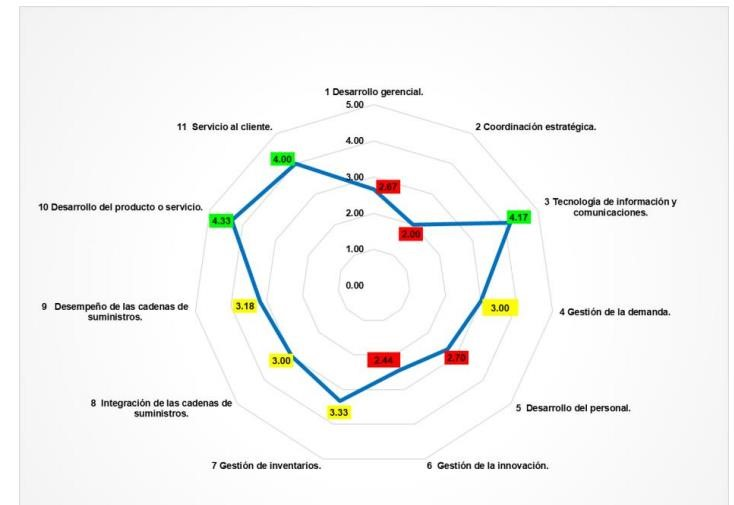 1 Desarrollo gerencial.
5.00
11 Servicio al cliente.
2 Coordinación estratégica.
4.00
4.00
3.00
2.67
10 Desarrollo del producto o servicio.
4.33
3 Tecnología de información y
comunicaciones.
4.17
2.00
2.00
1.00
0.00
9 Desempeño de las cadenas de
suministros.
3.18
3.00
4 Gestión de la demanda.
3.00
2.44
2.70
8 Integración de las cadenas de
suministros.
3.33
5 Desarrollo del personal.
7 Gestión de inventarios.
6 Gestión de la innovación.